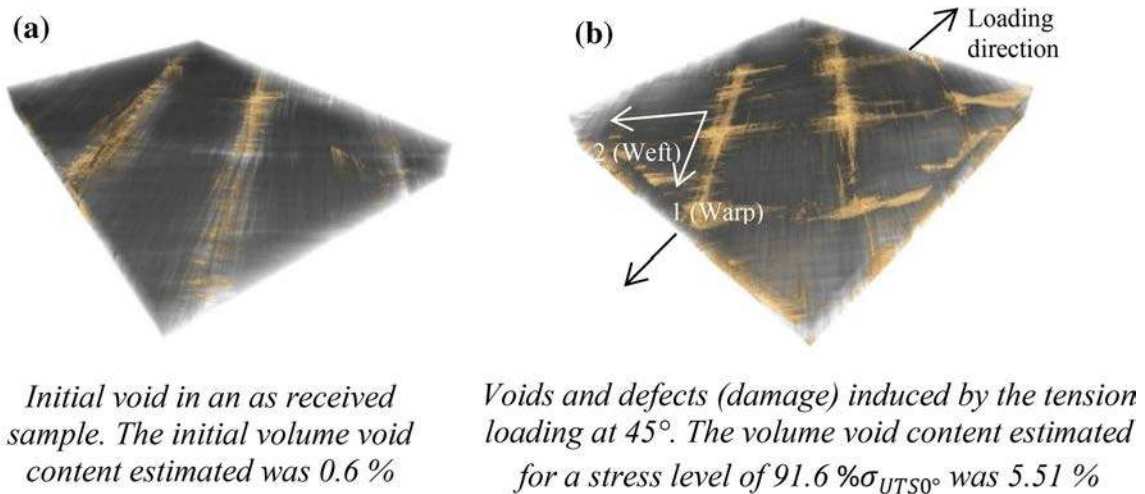 (a)
(b)
Loading
direction
2 (Weft)
1 (Warp)
Initial void in an as received
sample. The initial volume void
content estimated was 0.6 %
Voids and defects (damage) induced by the tension
loading at 45°. The volume void content estimated
for a stress level of 91.6 %σ_UTS0° was 5.51 %